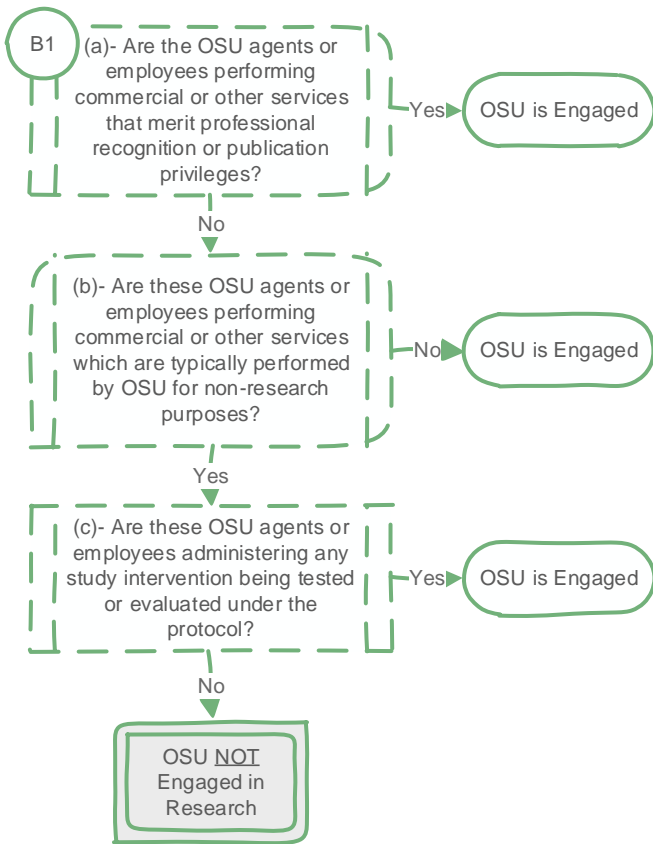 B1
(a)- Are the OSU agents or
employees performing
commercial or other services
that merit professional
recognition or publication
privileges?
Yes
OSU is Engaged
No
(b)- Are these OSU agents or
employees performing
commercial or other services
which are typically performed
by OSU for non-research
purposes?
No
OSU is Engaged
Yes
(c)- Are these OSU agents or
employees administering any
study intervention being tested
or evaluated under the
protocol?
Yes
OSU is Engaged
No
OSU NOT
Engaged in
Research